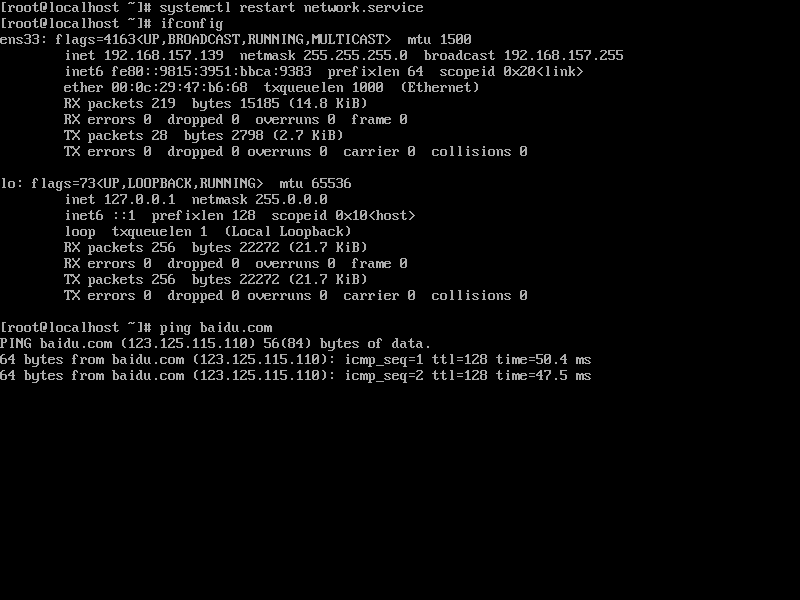 [root@localhost ~]# systemctl restart network.service
[root@localhost ~]# ifconfig
ens33: flags=4163<UP,BROADCAST,RUNNING,MULTICAST>  mtu 1500
        inet 192.168.157.139  netmask 255.255.255.0  broadcast 192.168.157.255
        inet6 fe80::9815:3951:bbca:9383  prefixlen 64  scopeid 0x20<link>
        ether 00:0c:29:47:b6:68  txqueuelen 1000  (Ethernet)
        RX packets 219  bytes 15185 (14.8 KiB)
        RX errors 0  dropped 0  overruns 0  frame 0
        TX packets 28  bytes 2798 (2.7 KiB)
        TX errors 0  dropped 0 overruns 0  carrier 0  collisions 0

lo: flags=73<UP,LOOPBACK,RUNNING>  mtu 65536
        inet 127.0.0.1  netmask 255.0.0.0
        inet6 ::1  prefixlen 128  scopeid 0x10<host>
        loop  txqueuelen 1  (Local Loopback)
        RX packets 256  bytes 22272 (21.7 KiB)
        RX errors 0  dropped 0  overruns 0  frame 0
        TX packets 256  bytes 22272 (21.7 KiB)
        TX errors 0  dropped 0 overruns 0  carrier 0  collisions 0

[root@localhost ~]# ping baidu.com
PING baidu.com (123.125.115.110) 56(84) bytes of data.
64 bytes from baidu.com (123.125.115.110): icmp_seq=1 ttl=128 time=50.4 ms
64 bytes from baidu.com (123.125.115.110): icmp_seq=2 ttl=128 time=47.5 ms